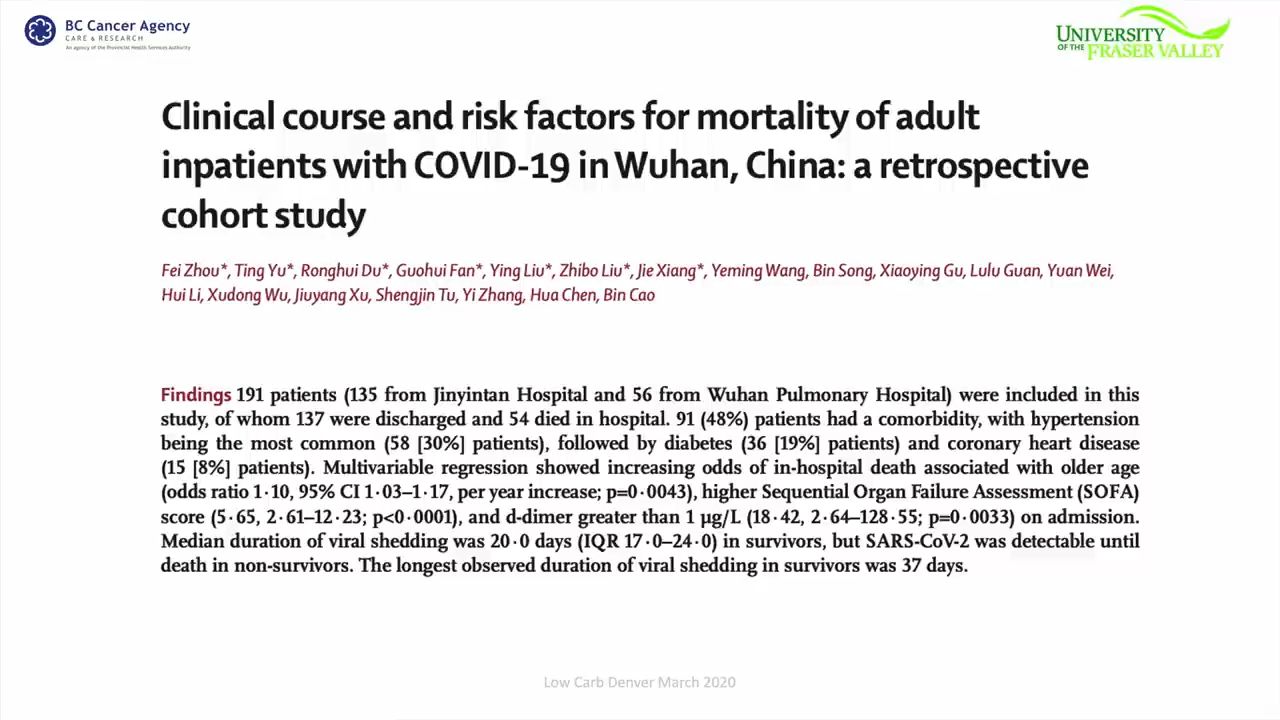 BC Cancer Agency
CARE & RESEARCH
An agency of the Provincial Health Services Authority
UNIVERSITY
OF THE FRASER VALLEY
Clinical course and risk factors for mortality of adult
inpatients with COVID-19 in Wuhan, China: a retrospective
cohort study
Fei Zhou*, Ting Yu*, Ronghui Du*, Guohui Fan*, Ying Liu*, Zhibo Liu*, Jie Xiang*, Yeming Wang, Bin Song, Xiaoying Gu, Lulu Guan, Yuan Wei,
Hui Li, Xudong Wu, Jiuyang Xu, Shengjin Tu, Yi Zhang, Hua Chen, Bin Cao
Findings 191 patients (135 from Jinyintan Hospital and 56 from Wuhan Pulmonary Hospital) were included in this
study, of whom 137 were discharged and 54 died in hospital. 91 (48%) patients had a comorbidity, with hypertension
being the most common (58 [30%] patients), followed by diabetes (36 [19%] patients) and coronary heart disease
(15 [8%] patients). Multivariable regression showed increasing odds of in-hospital death associated with older age
(odds ratio 1·10, 95% CI 1·03–1·17, per year increase; p=0·0043), higher Sequential Organ Failure Assessment (SOFA)
score (5·65, 2·61–12·23; p<0·0001), and d-dimer greater than 1 µg/L (18·42, 2·64–128·55; p=0·0033) on admission.
Median duration of viral shedding was 20·0 days (IQR 17·0–24·0) in survivors, but SARS-CoV-2 was detectable until
death in non-survivors. The longest observed duration of viral shedding in survivors was 37 days.
Low Carb Denver March 2020